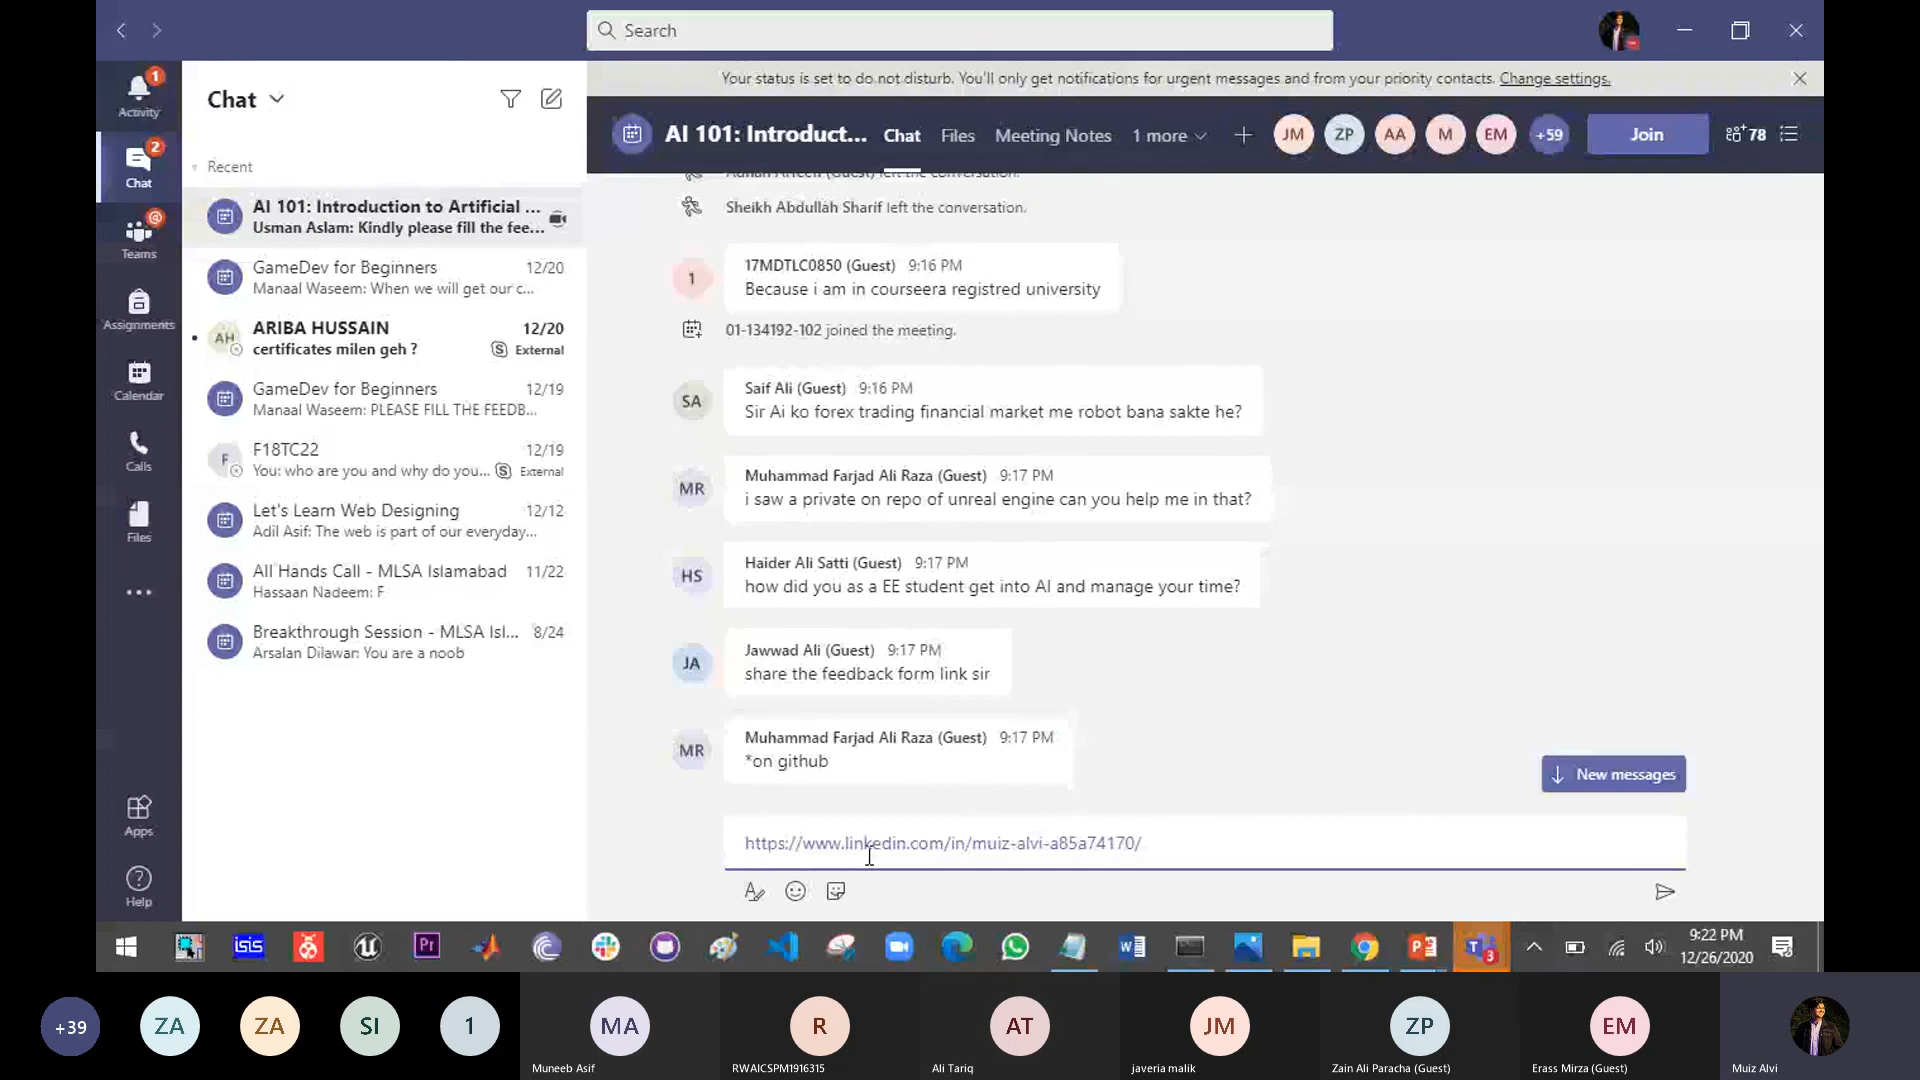 Search
Your status is set to do not disturb. You'll only get notifications for urgent messages and from your priority contacts. Change settings.
Activity
1
Chat
2
Teams
Assignments
Calendar
Calls
Files
Apps
Help
Chat
Recent
AI 101: Introduction to Artificial ...
Usman Aslam: Kindly please fill the fee...
GameDev for Beginners 12/20
Manaal Waseem: When we will get our c...
AH
ARIBA HUSSAIN 12/20
certificates milen geh ? External
GameDev for Beginners 12/19
Manaal Waseem: PLEASE FILL THE FEEDB...
F
F18TC22 12/19
You: who are you and why do you... External
Let's Learn Web Designing 12/12
Adil Asif: The web is part of our everyday...
All Hands Call - MLSA Islamabad 11/22
Hassaan Nadeem: F
Breakthrough Session - MLSA Isl... 8/24
Arsalan Dilawar: You are a noob
AI 101: Introduct... Chat Files Meeting Notes 1 more JM ZP AA M EM +59 Join 78
left the conversation.
Sheikh Abdullah Sharif left the conversation.
1
17MDTLC0850 (Guest) 9:16 PM
Because i am in courseera registred university
01-134192-102 joined the meeting.
SA
Saif Ali (Guest) 9:16 PM
Sir Ai ko forex trading financial market me robot bana sakte he?
MR
Muhammad Farjad Ali Raza (Guest) 9:17 PM
i saw a private on repo of unreal engine can you help me in that?
HS
Haider Ali Satti (Guest) 9:17 PM
how did you as a EE student get into AI and manage your time?
JA
Jawwad Ali (Guest) 9:17 PM
share the feedback form link sir
MR
Muhammad Farjad Ali Raza (Guest) 9:17 PM
*on github
New messages
https://www.linkedin.com/in/muiz-alvi-a85a74170/
isis
Pr
3
9:22 PM
12/26/2020
+39 ZA ZA SI 1 MA R AT JM ZP EM
Muneeb Asif RWAICSPM1916315 Ali Tariq javeria malik Zain Ali Paracha (Guest) Erass Mirza (Guest) Muiz Alvi